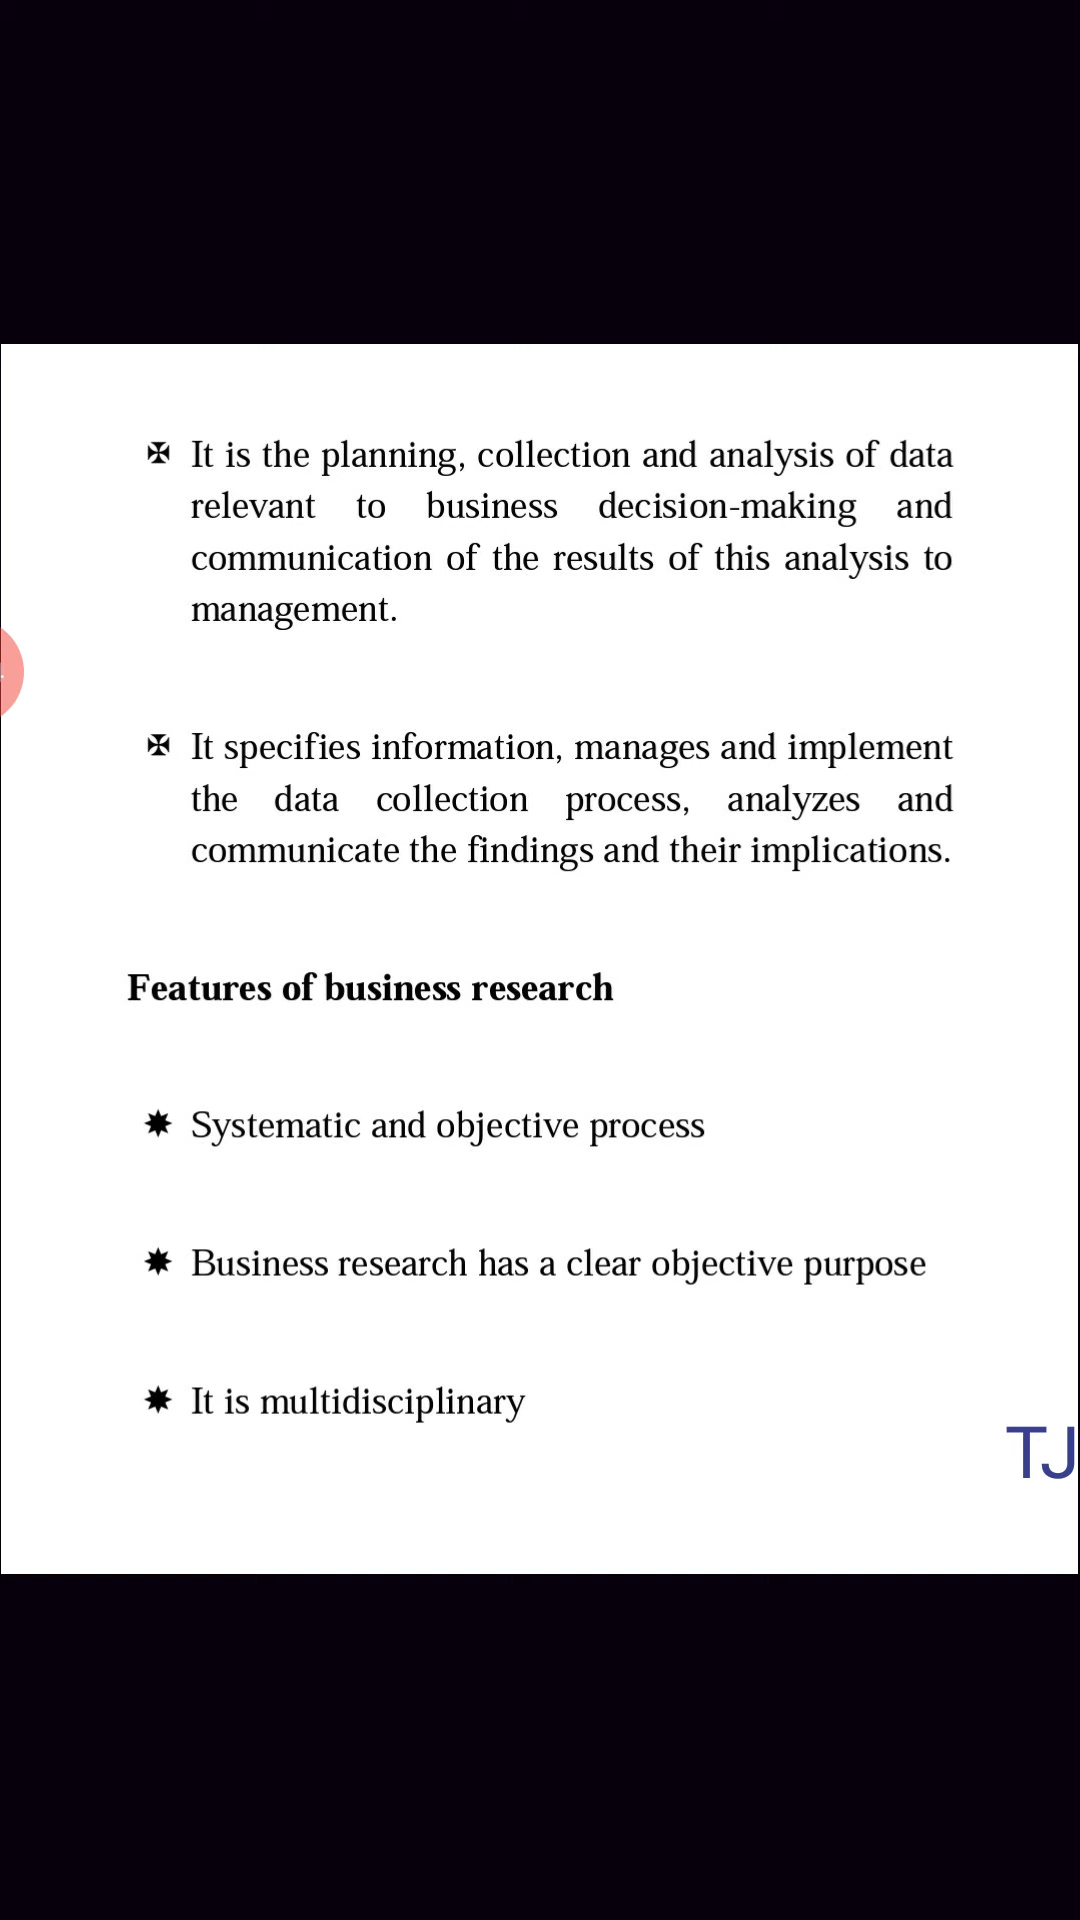 ✠ It is the planning, collection and analysis of data
relevant to business decision-making and
communication of the results of this analysis to
management.
✠ It specifies information, manages and implement
the data collection process, analyzes and
communicate the findings and their implications.
Features of business research
✸ Systematic and objective process
✸ Business research has a clear objective purpose
✸ It is multidisciplinary
TJ